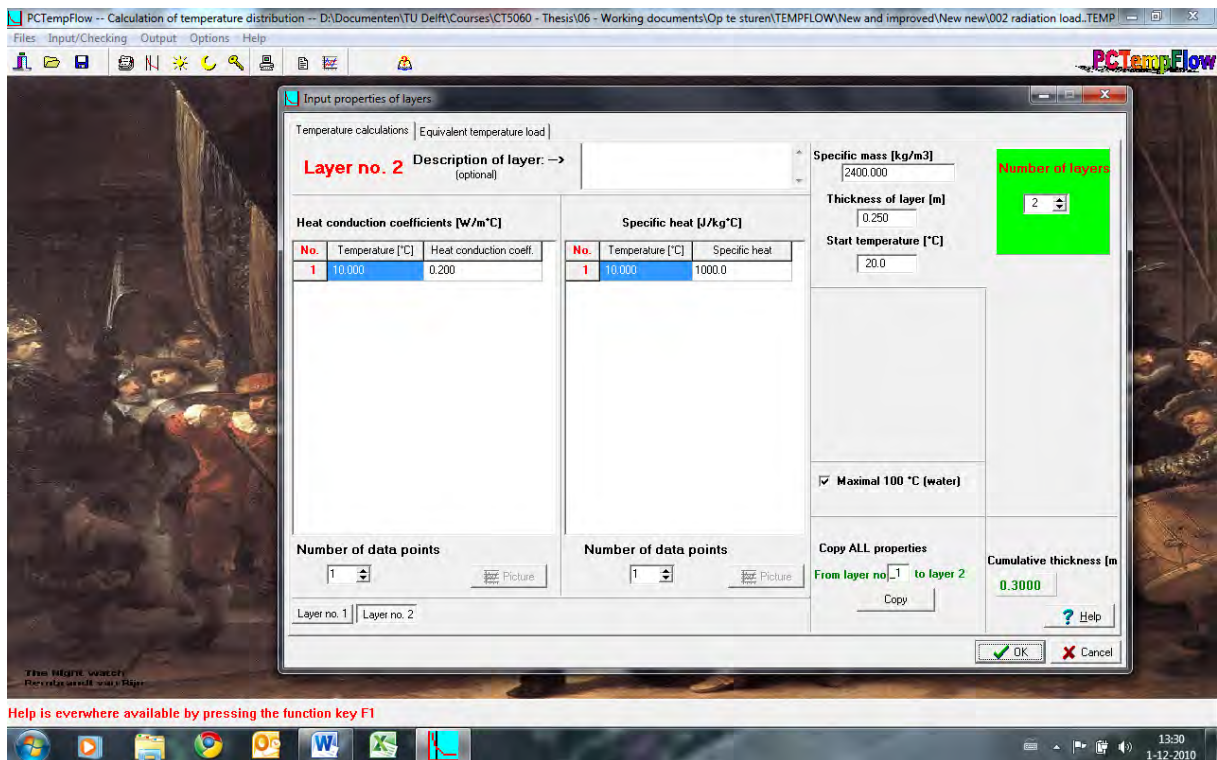 PCTempFlow -- Calculation of temperature distribution -- D:\Documenten\TU Delft\Courses\CT5060 - Thesis\06 - Working documents\Op te sturen\TEMPFLOW\New and improved\New new\002 radiation load..TEMP
Files Input/Checking Output Options Help
PCTempFlow
Input properties of layers
Temperature calculations Equivalent temperature load
Layer no. 2 Description of layer: -->
(optional)
Specific mass [kg/m3]
2400.000
Number of layers
2
Thickness of layer [m]
0.250
Start temperature [°C]
20.0
Heat conduction coefficients [W/m°C] Specific heat [J/kg°C]
No. Temperature [°C] Heat conduction coeff. No. Temperature [°C] Specific heat
1 10.000 0.200 1 10.000 1000.0
Maximal 100 °C (water)
Number of data points Number of data points
1 Picture 1 Picture
Copy ALL properties
From layer no. _1 to layer 2
Copy
Cumulative thickness [m
0.3000
Layer no. 1 Layer no. 2
? Help
OK Cancel
The Night watch
Rembrandt van Rijn
Help is everwhere available by pressing the function key F1
13:30
1-12-2010